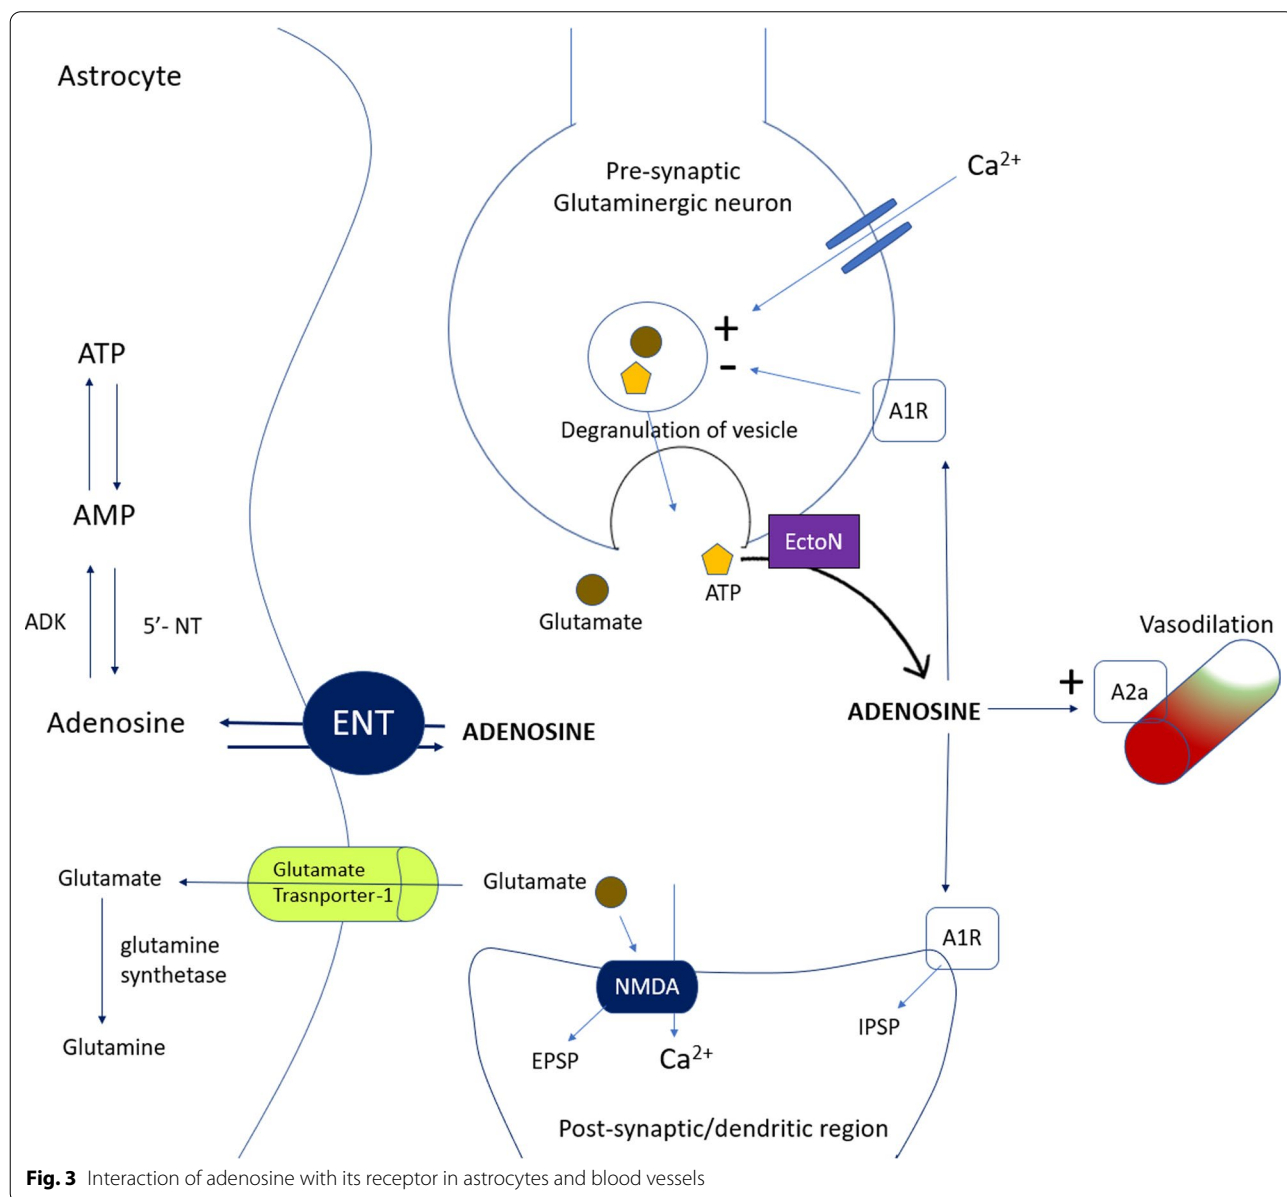 Astrocyte
Pre-synaptic
Glutaminergic neuron
Ca²⁺
+
-
A1R
Degranulation of vesicle
ATP
AMP
ADK
5’- NT
Adenosine
ENT
ADENOSINE
EctoN
ATP
Glutamate
ADENOSINE
+
A2a
Vasodilation
Glutamate
glutamine
synthetase
Glutamine
Glutamate
Trasnporter-1
Glutamate
NMDA
EPSP
Ca²⁺
A1R
IPSP
Post-synaptic/dendritic region
Fig. 3 Interaction of adenosine with its receptor in astrocytes and blood vessels